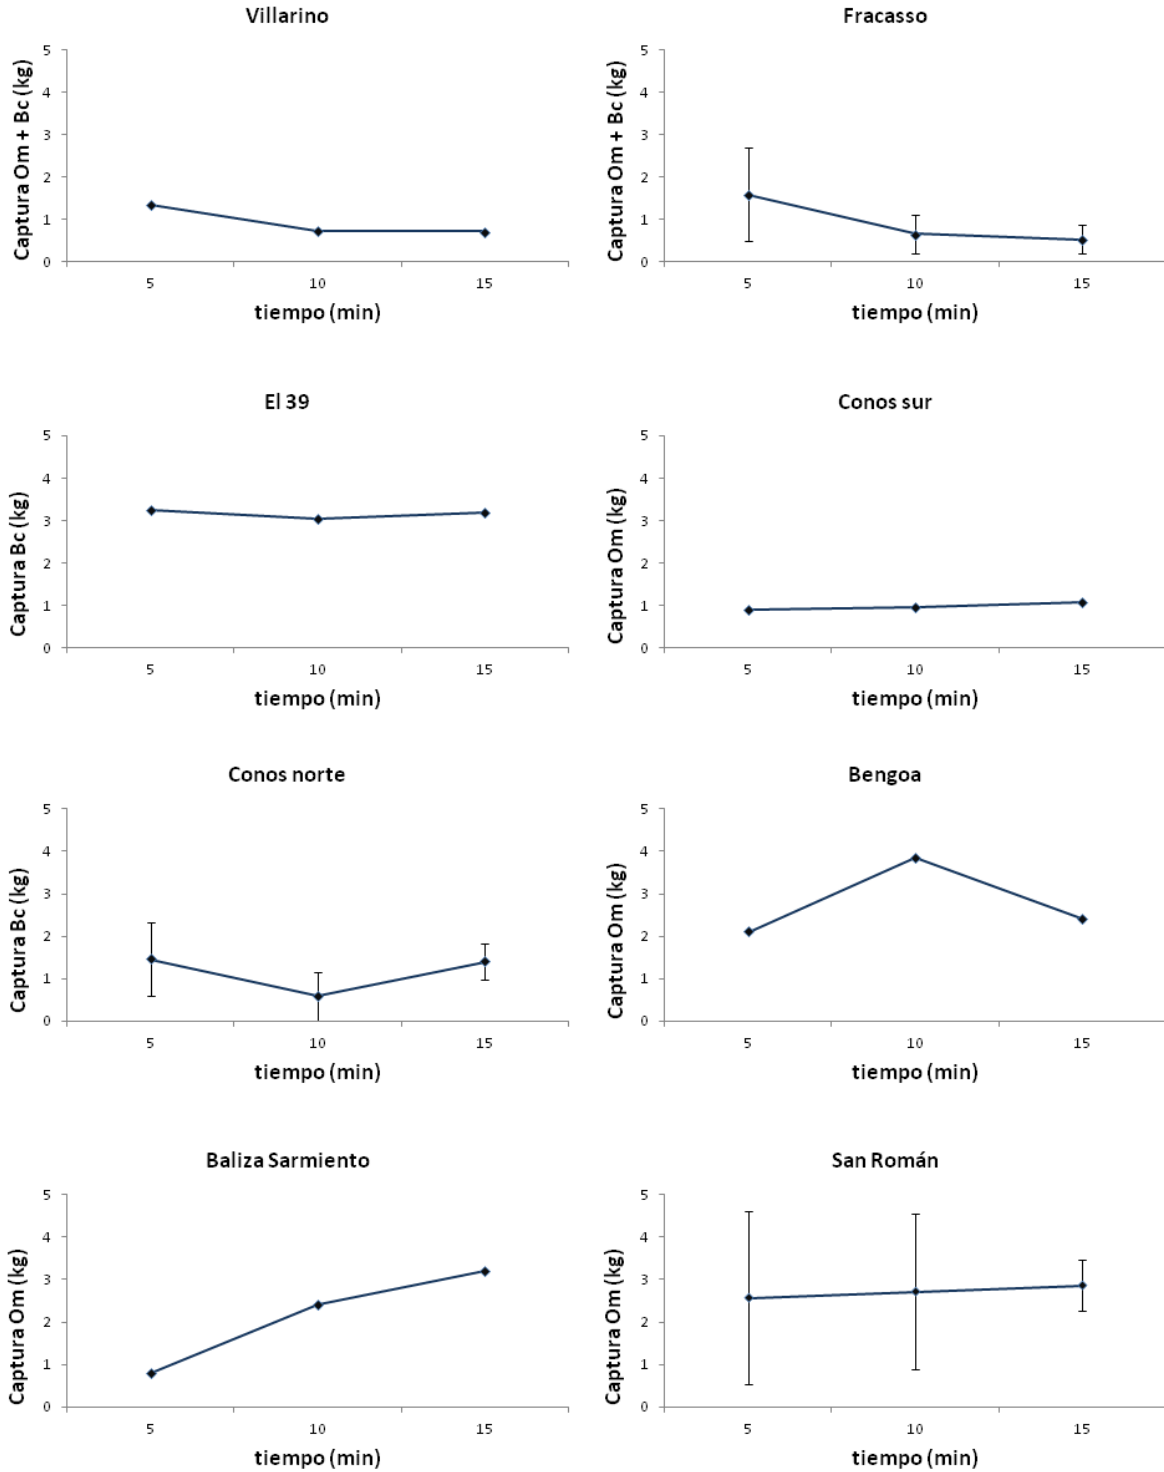 Villarino
Captura Om + Bc (kg)
5
4
3
2
1
0
5 10 15
tiempo (min)
Fracasso
Captura Om + Bc (kg)
5
4
3
2
1
0
5 10 15
tiempo (min)
El 39
Captura Bc (kg)
5
4
3
2
1
0
5 10 15
tiempo (min)
Conos sur
Captura Om (kg)
5
4
3
2
1
0
5 10 15
tiempo (min)
Conos norte
Captura Bc (kg)
5
4
3
2
1
0
5 10 15
tiempo (min)
Bengoa
Captura Om (kg)
5
4
3
2
1
0
5 10 15
tiempo (min)
Baliza Sarmiento
Captura Om (kg)
5
4
3
2
1
0
5 10 15
tiempo (min)
San Román
Captura Om (kg)
5
4
3
2
1
0
5 10 15
tiempo (min)